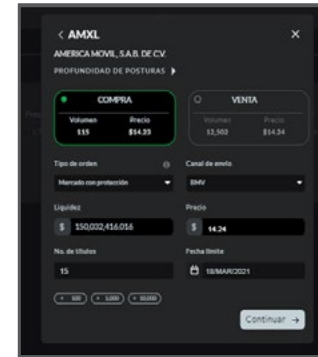 < AMXL ×
AMERICA MOVIL, S.A.B. DE C.V.
PROFUNDIDAD DE POSTURAS
COMPRA VENTA
Volumen Precio Volumen Precio
115 $14.23 13,502 $14.24
Tipo de orden Canal de envío
Mercado con protección BMV
Liquidez Precio
$ 150,032,416.016 $ 14.24
No. de títulos Fecha límite
15 18/MAR/2021
+ 100 + 1,000 + 10,000
Continuar →